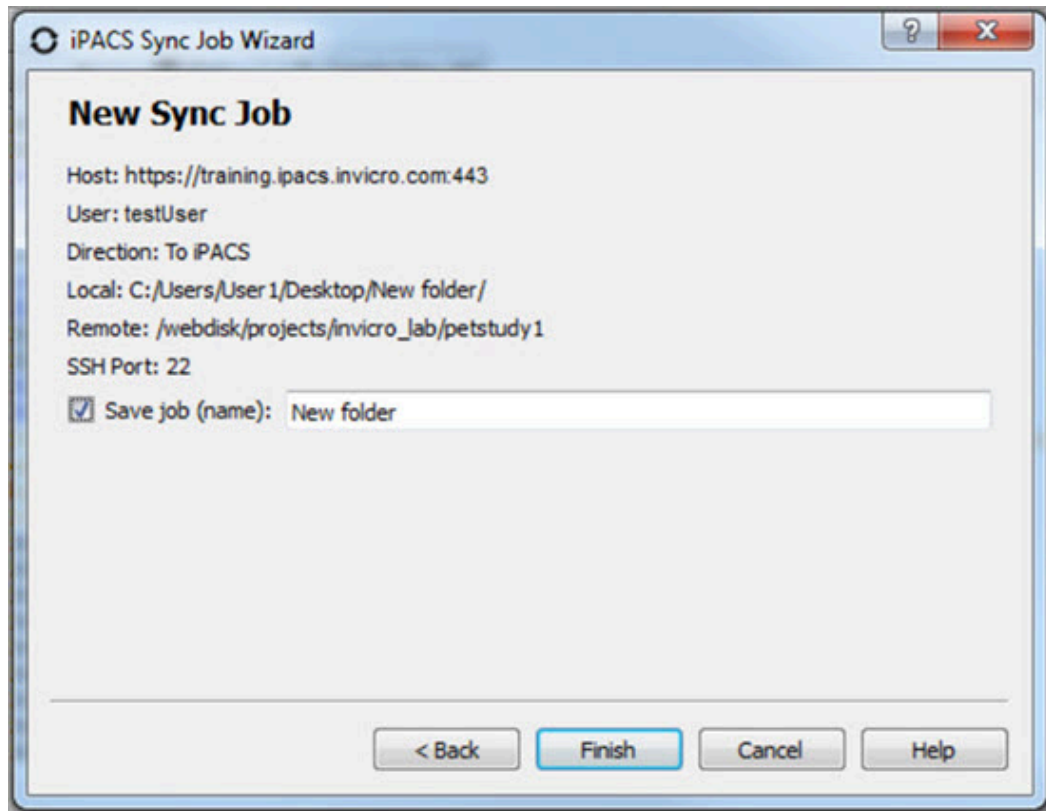 iPACS Sync Job Wizard
New Sync Job
Host: https://training.ipacs.invicro.com:443
User: testUser
Direction: To iPACS
Local: C:/Users/User1/Desktop/New folder/
Remote: /webdisk/projects/invicro_lab/petstudy1
SSH Port: 22
Save job (name): New folder
< Back Finish Cancel Help